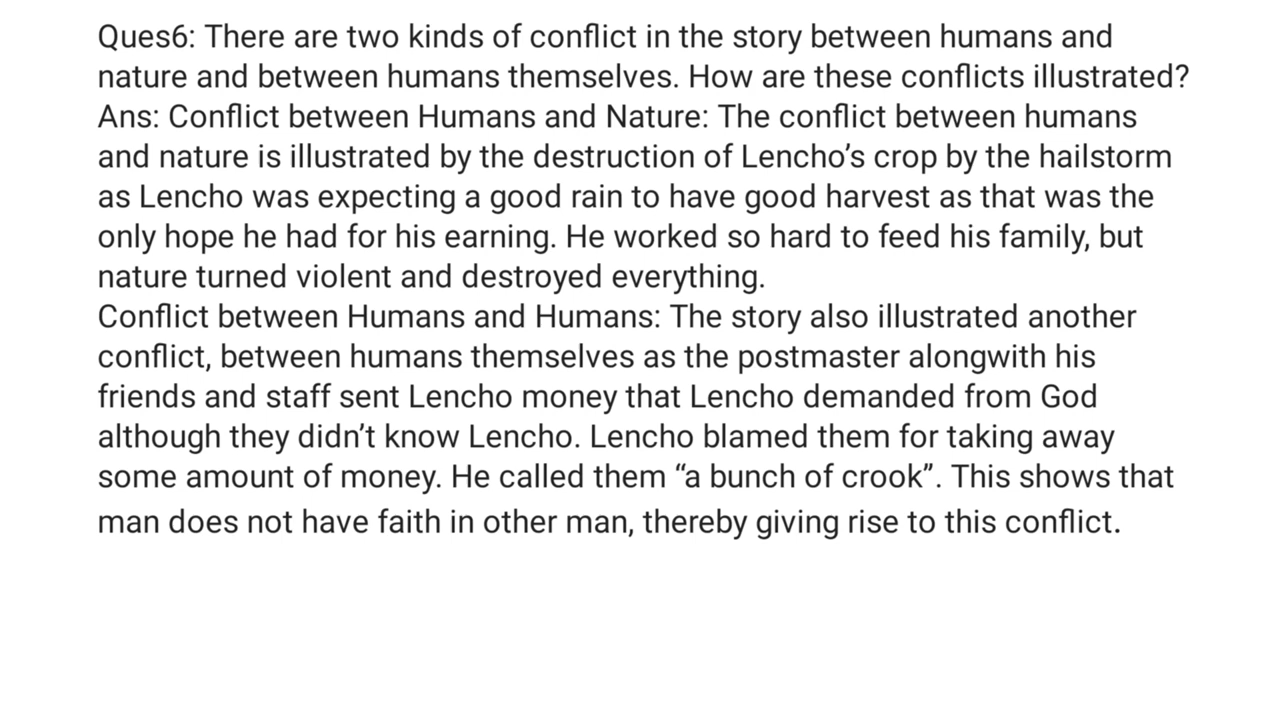 Ques6: There are two kinds of conflict in the story between humans and
nature and between humans themselves. How are these conflicts illustrated?
Ans: Conflict between Humans and Nature: The conflict between humans
and nature is illustrated by the destruction of Lencho’s crop by the hailstorm
as Lencho was expecting a good rain to have good harvest as that was the
only hope he had for his earning. He worked so hard to feed his family, but
nature turned violent and destroyed everything.
Conflict between Humans and Humans: The story also illustrated another
conflict, between humans themselves as the postmaster alongwith his
friends and staff sent Lencho money that Lencho demanded from God
although they didn’t know Lencho. Lencho blamed them for taking away
some amount of money. He called them “a bunch of crook”. This shows that
man does not have faith in other man, thereby giving rise to this conflict.